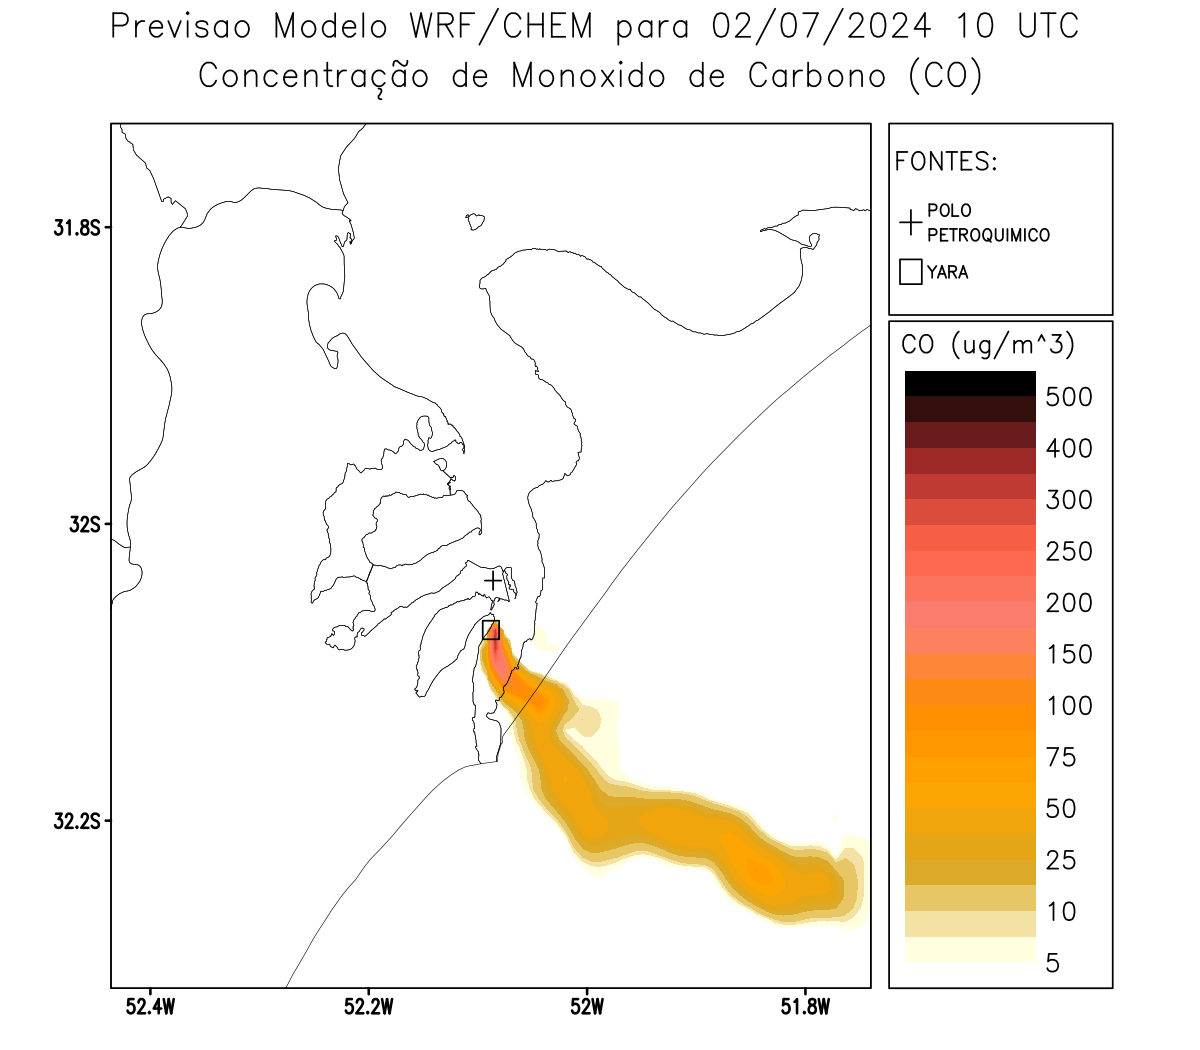 Previsao Modelo WRF/CHEM para 02/07/2024 10 UTC
Concentração de Monoxido de Carbono (CO)
FONTES:
POLO
PETROQUIMICO
YARA
CO (ug/m^3)
500
400
300
250
200
150
100
75
50
25
10
5
31.8S
32S
32.2S
52.4W
52.2W
52W
51.8W